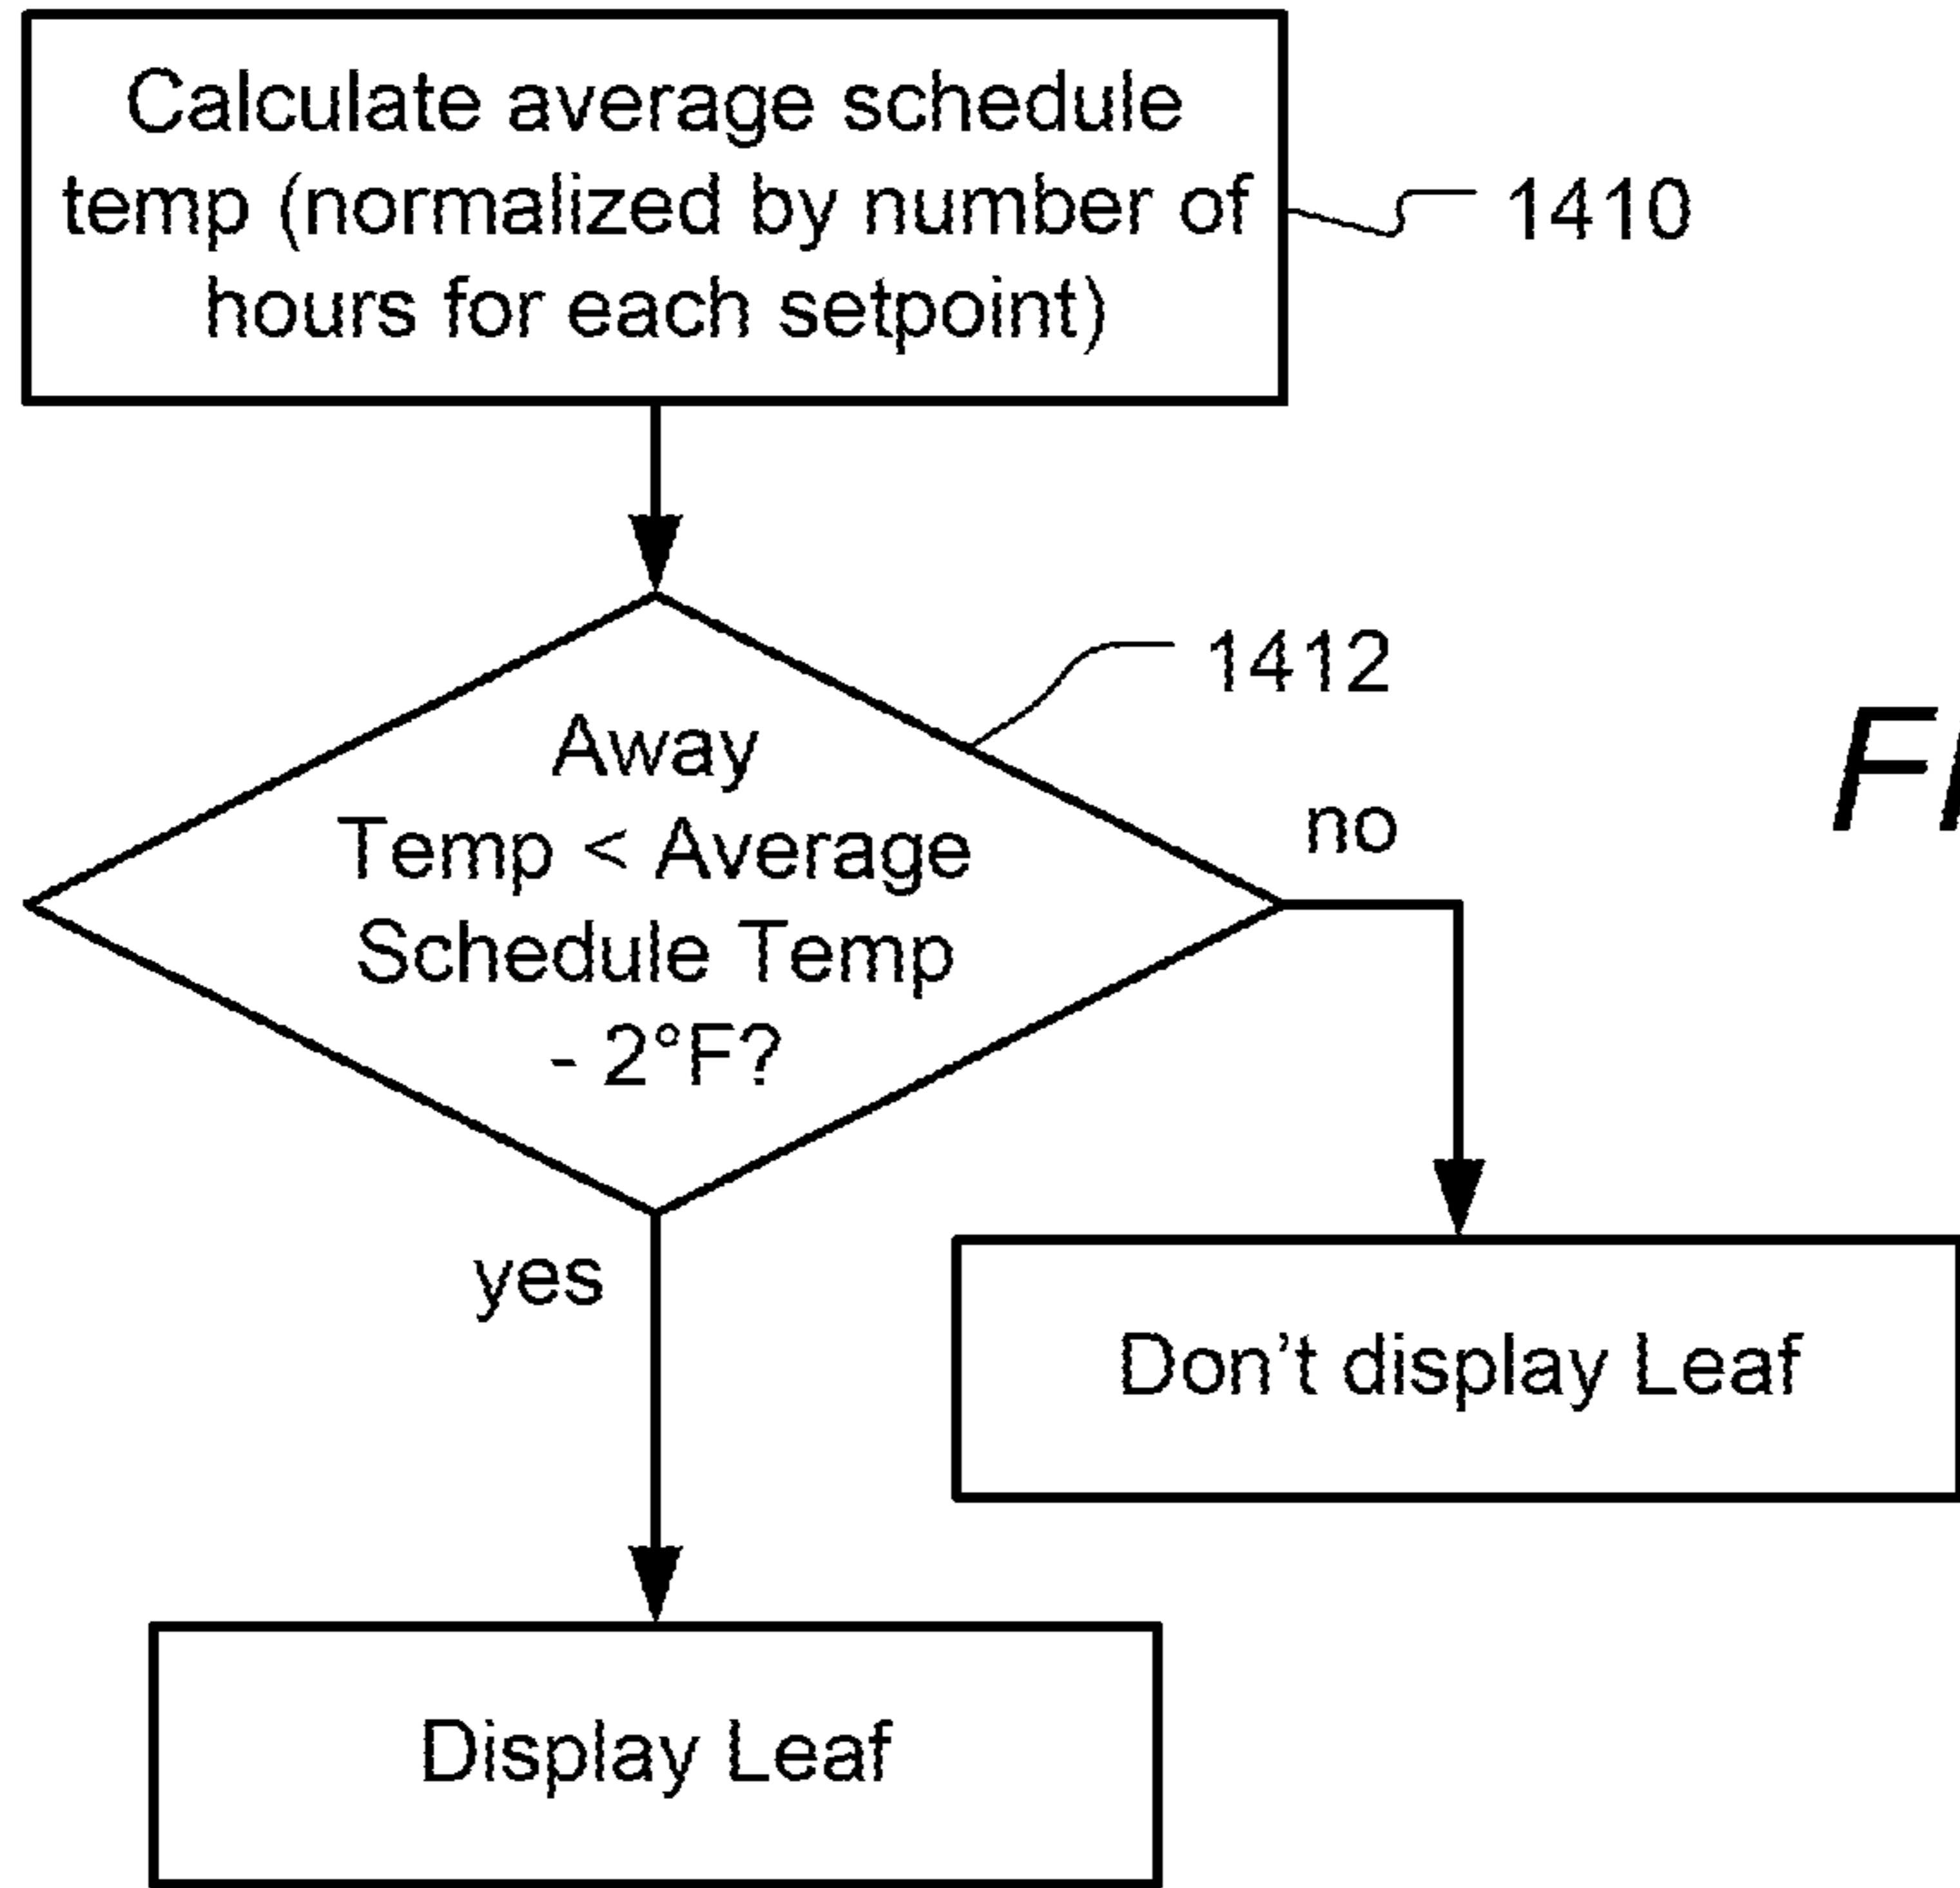 Calculate average schedule
temp (normalized by number of
hours for each setpoint)
1410
1412
Away
Temp < Average
Schedule Temp
- 2°F?
no
yes
Don't display Leaf
Display Leaf